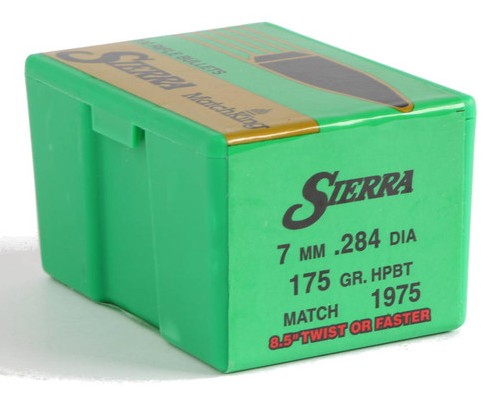 RIFLE BULLETS
SIERRA
MatchKing
SIERRA
7 MM .284 DIA
175 GR. HPBT
MATCH 1975
8.5" TWIST OR FASTER